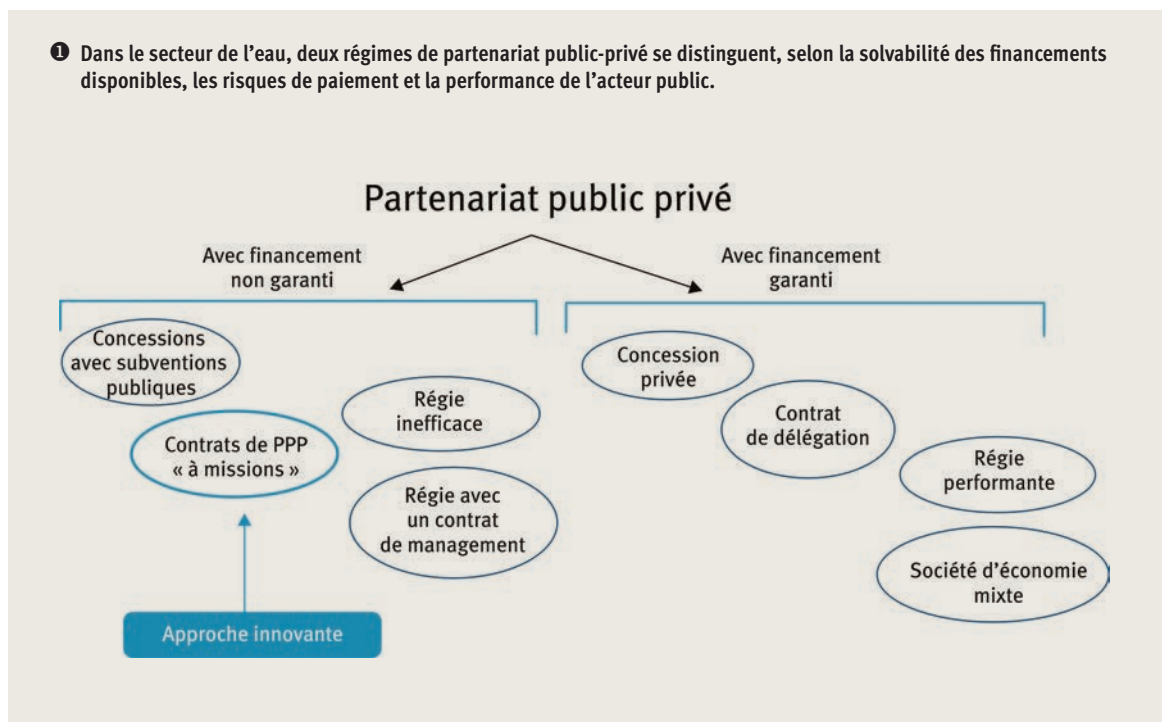 ❶ Dans le secteur de l’eau, deux régimes de partenariat public-privé se distinguent, selon la solvabilité des financements
disponibles, les risques de paiement et la performance de l’acteur public.
Partenariat public privé
Avec financement
non garanti
Avec financement
garanti
Concessions
avec subventions
publiques
Contrats de PPP
« à missions »
Régie
inefficace
Régie avec
un contrat
de management
Approche innovante
Concession
privée
Contrat
de délégation
Régie
performante
Société d’économie
mixte